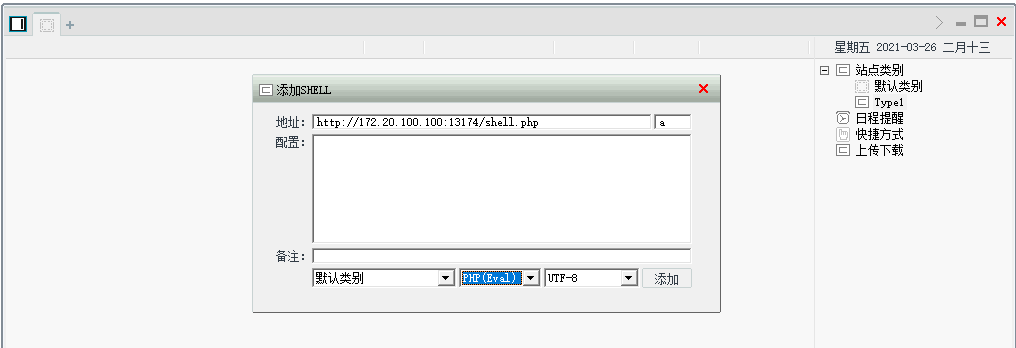 星期五 2021-03-26 二月十三
站点类别
默认类别
Type1
日程提醒
快捷方式
上传下载
添加SHELL
地址: http://172.20.100.100:13174/shell.php a
配置:
备注:
默认类别 PHP(Eval) UTF-8 添加